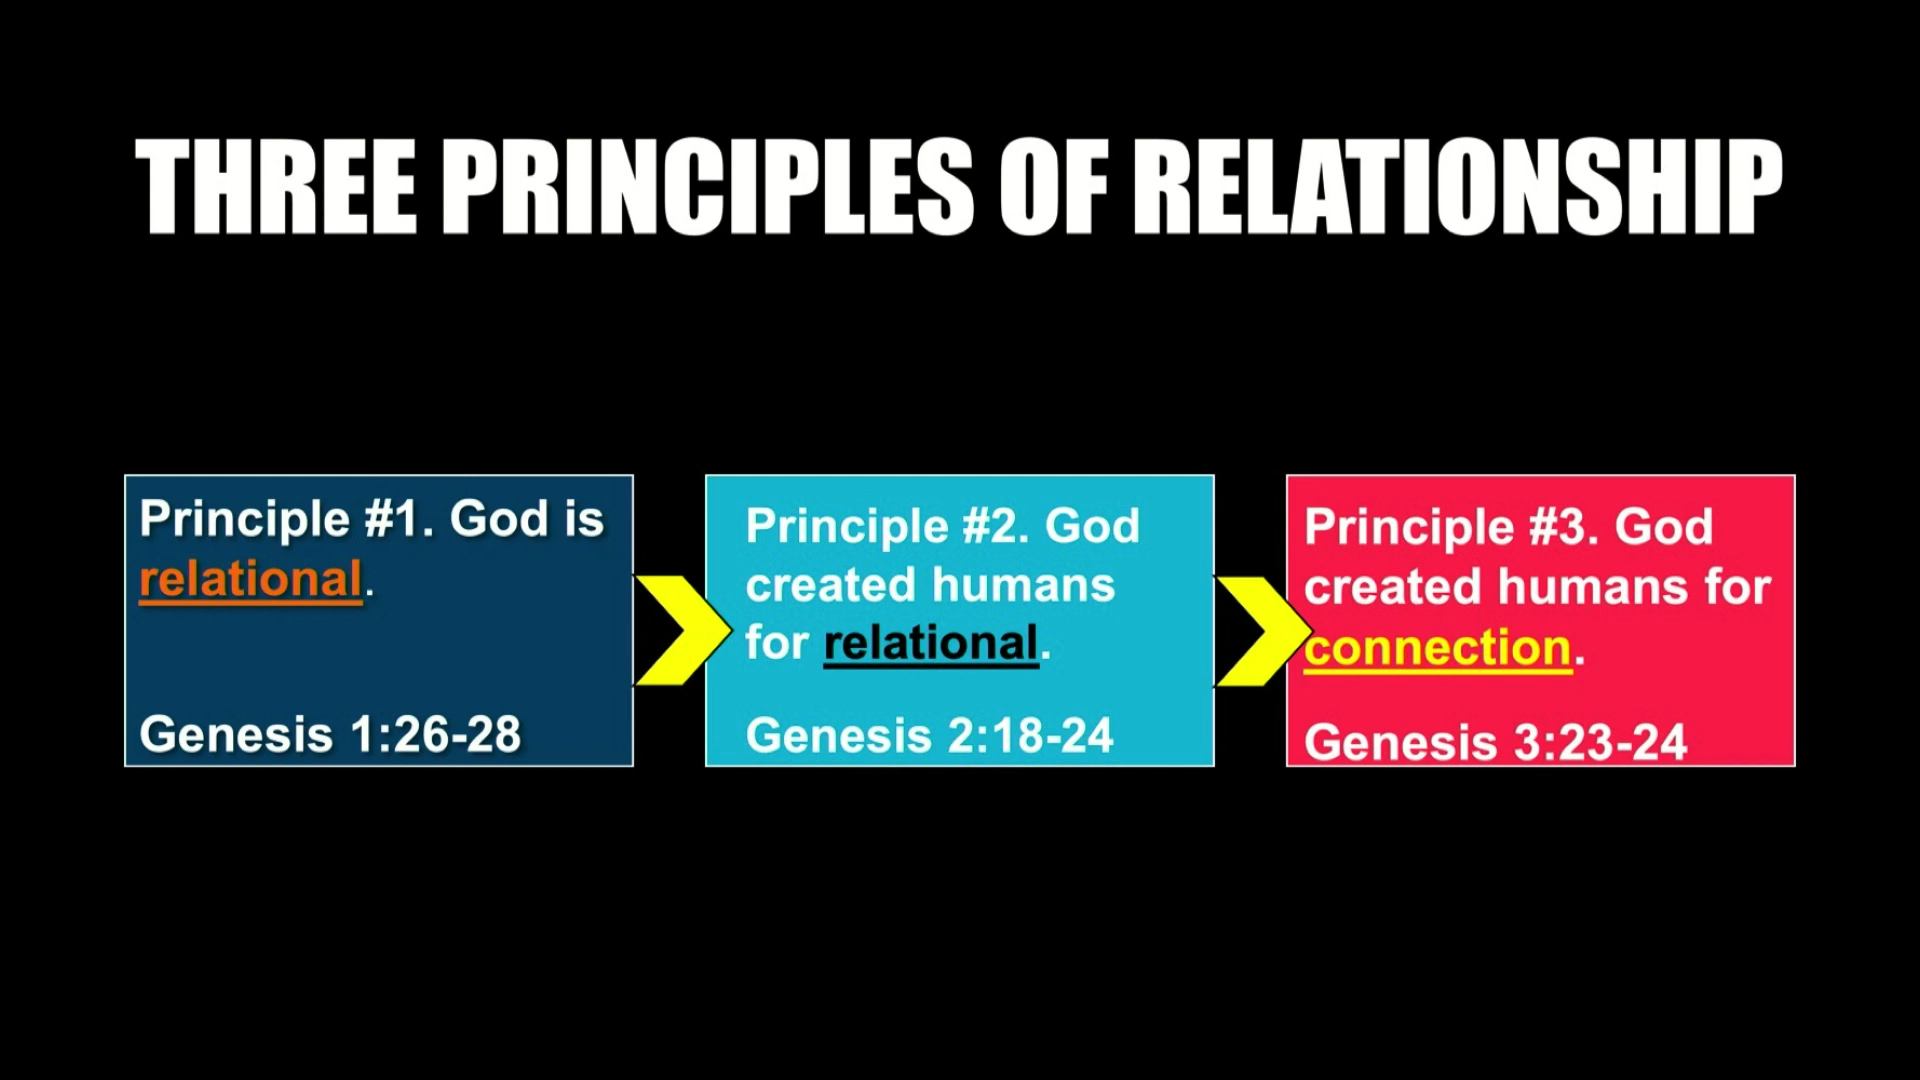 THREE PRINCIPLES OF RELATIONSHIP
Principle #1. God is
relational.
Genesis 1:26-28
Principle #2. God
created humans
for relational.
Genesis 2:18-24
Principle #3. God
created humans for
connection.
Genesis 3:23-24